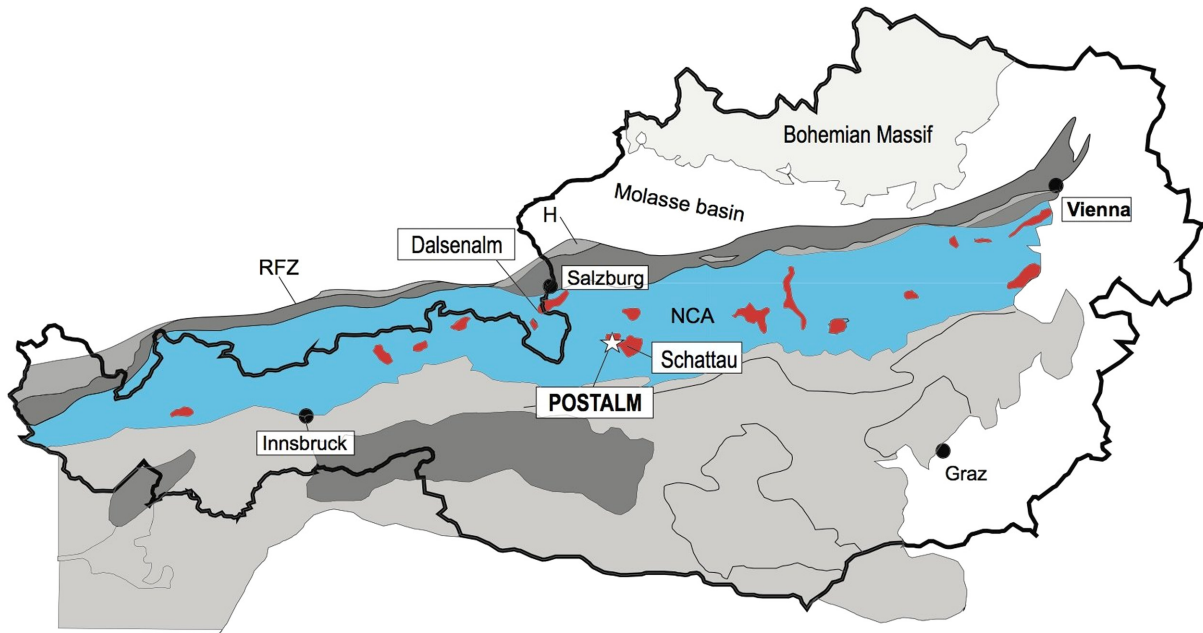 Bohemian Massif
Molasse basin
H
Vienna
Dalsenalm
RFZ
Salzburg
NCA
Schattau
POSTALM
Innsbruck
Graz